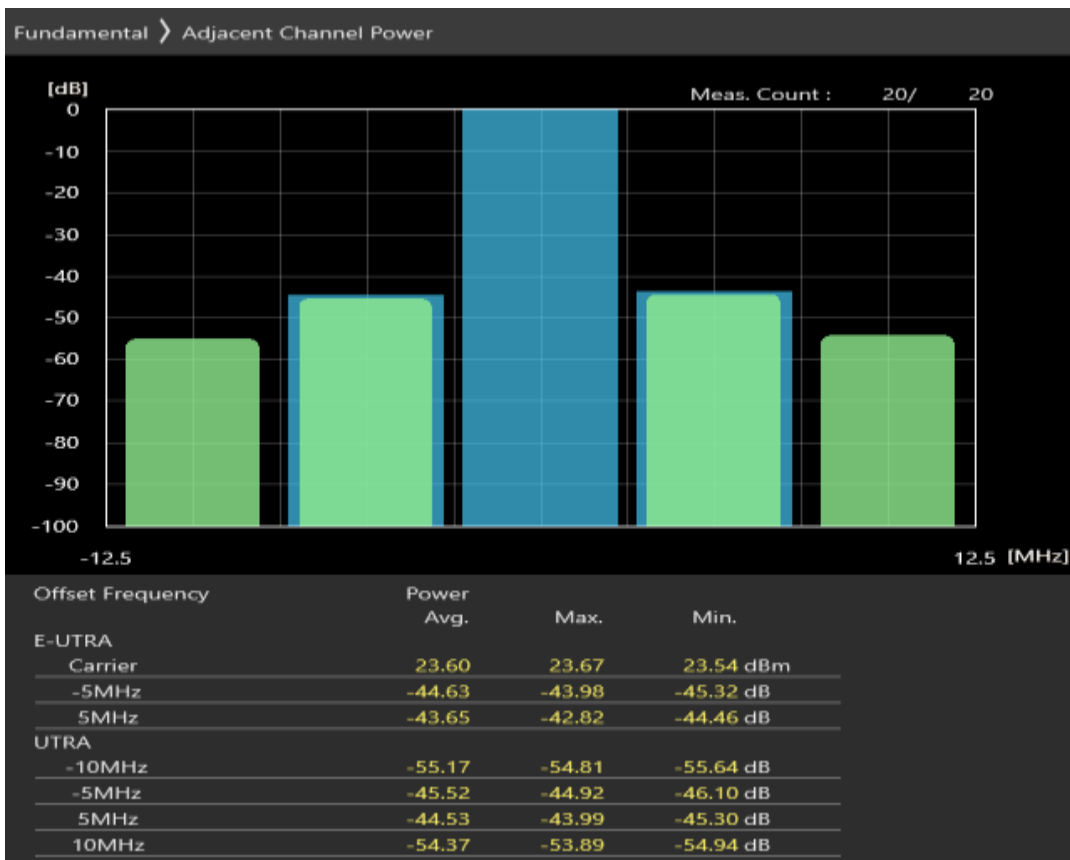 Fundamental 》 Adjacent Channel Power
[dB]
Meas. Count : 20/ 20
0
-10
-20
-30
-40
-50
-60
-70
-80
-90
-100
-12.5 12.5 [MHz]
Offset Frequency Power
Avg. Max. Min.
E-UTRA
Carrier 23.60 23.67 23.54 dBm
-5MHz -44.63 -43.98 -45.32 dB
5MHz -43.65 -42.82 -44.46 dB
UTRA
-10MHz -55.17 -54.81 -55.64 dB
-5MHz -45.52 -44.92 -46.10 dB
5MHz -44.53 -43.99 -45.30 dB
10MHz -54.37 -53.89 -54.94 dB